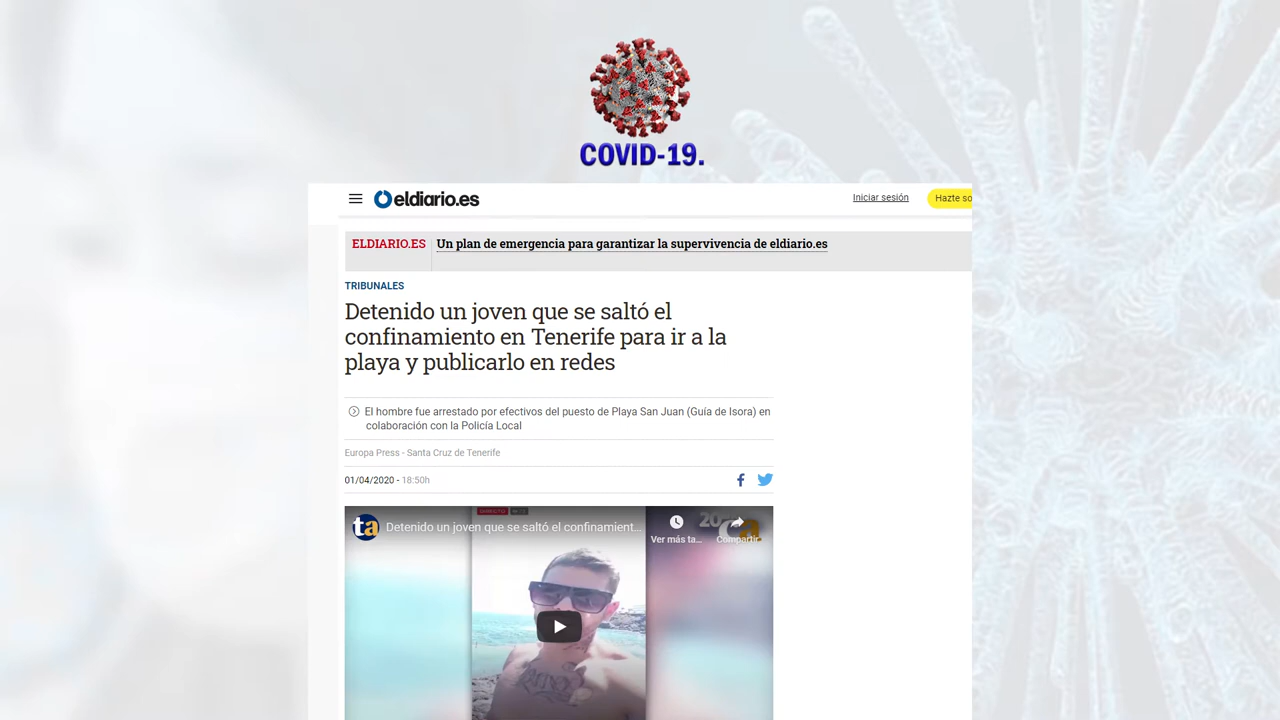 COVID-19.
eldiario.es
Iniciar sesión
Hazte so
ELDIARIO.ES
Un plan de emergencia para garantizar la supervivencia de eldiario.es
TRIBUNALES
Detenido un joven que se saltó el
confinamiento en Tenerife para ir a la
playa y publicarlo en redes
El hombre fue arrestado por efectivos del puesto de Playa San Juan (Guía de Isora) en
colaboración con la Policía Local
Europa Press - Santa Cruz de Tenerife
01/04/2020 - 18:50h
DIRECTO
ta Detenido un joven que se saltó el confinamient...
Ver más ta...
Compartir